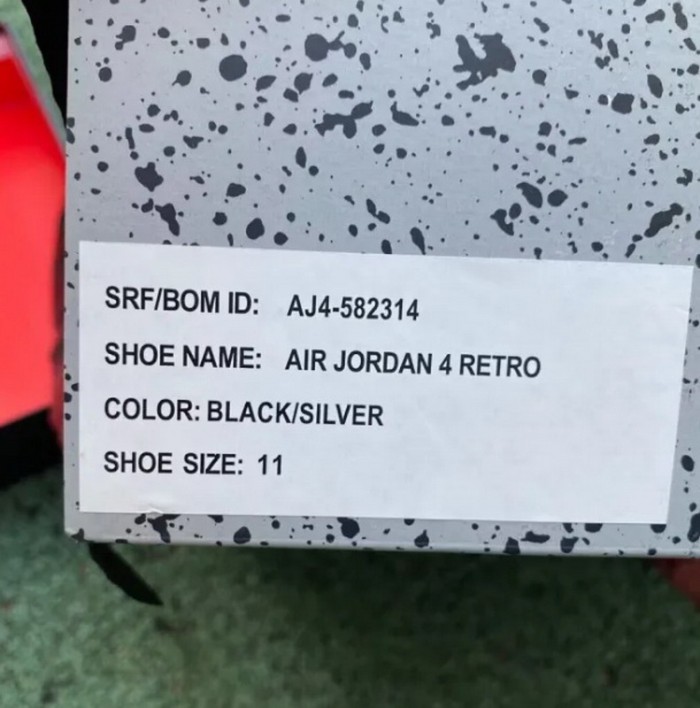 SRF/BOM ID: AJ4-582314
SHOE NAME: AIR JORDAN 4 RETRO
COLOR: BLACK/SILVER
SHOE SIZE: 11